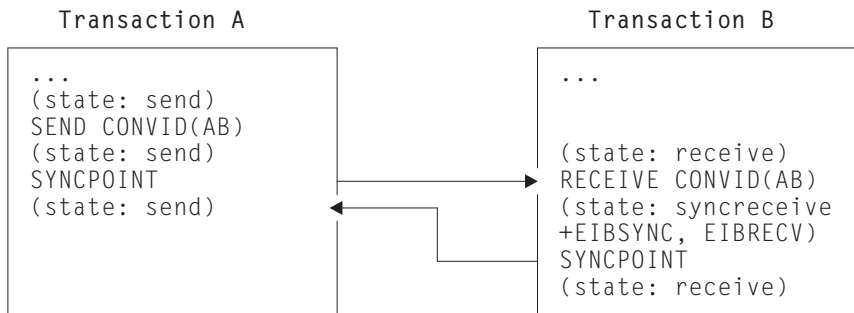 Transaction A
Transaction B
...
(state: send)
SEND CONVID(AB)
(state: send)
SYNCPOINT
(state: send)
...
(state: receive)
RECEIVE CONVID(AB)
(state: syncreceive
+EIBSYNC, EIBRECV)
SYNCPOINT
(state: receive)